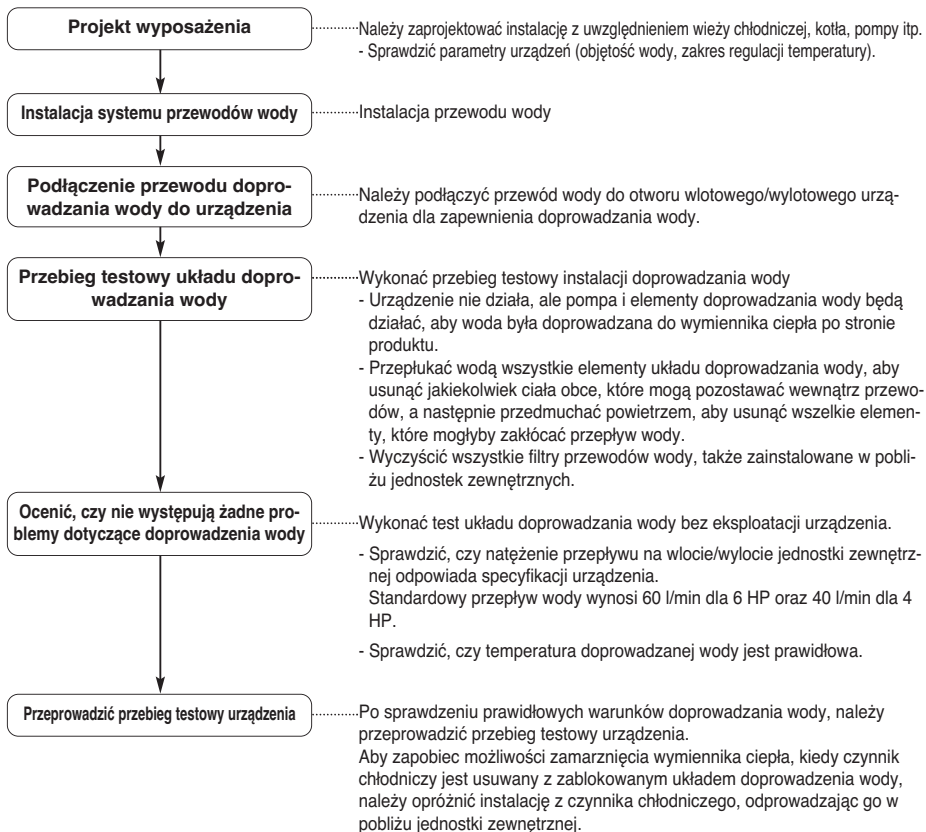 Projekt wyposażenia
Należy zaprojektować instalację z uwzględnieniem wieży chłodniczej, kotła, pompy itp.
- Sprawdzić parametry urządzeń (objętość wody, zakres regulacji temperatury).
Instalacja systemu przewodów wody
Instalacja przewodu wody
Podłączenie przewodu dopro-
wadzania wody do urządzenia
Należy podłączyć przewód wody do otworu wlotowego/wylotowego urzą-
dzenia dla zapewnienia doprowadzania wody.
Przebieg testowy układu dopro-
wadzania wody
Wykonać przebieg testowy instalacji doprowadzania wody
- Urządzenie nie działa, ale pompa i elementy doprowadzania wody będą
działać, aby woda była doprowadzana do wymiennika ciepła po stronie
produktu.
- Przepłukać wodą wszystkie elementy układu doprowadzania wody, aby
usunąć jakiekolwiek ciała obce, które mogą pozostawać wewnątrz przewo-
dów, a następnie przedmuchać powietrzem, aby usunąć wszelkie elemen-
ty, które mogłyby zakłócać przepływ wody.
- Wyczyścić wszystkie filtry przewodów wody, także zainstalowane w pobli-
żu jednostek zewnętrznych.
Ocenić, czy nie występują żadne pro-
blemy dotyczące doprowadzenia wody
Wykonać test układu doprowadzania wody bez eksploatacji urządzenia.
- Sprawdzić, czy natężenie przepływu na wlocie/wylocie jednostki zewnętrz-
nej odpowiada specyfikacji urządzenia.
Standardowy przepływ wody wynosi 60 l/min dla 6 HP oraz 40 l/min dla 4
HP.
- Sprawdzić, czy temperatura doprowadzanej wody jest prawidłowa.
Przeprowadzić przebieg testowy urządzenia
Po sprawdzeniu prawidłowych warunków doprowadzania wody, należy
przeprowadzić przebieg testowy urządzenia.
Aby zapobiec możliwości zamarznięcia wymiennika ciepła, kiedy czynnik
chłodniczy jest usuwany z zablokowanym układem doprowadzenia wody,
należy opróżnić instalację z czynnika chłodniczego, odprowadzając go w
pobliżu jednostki zewnętrznej.